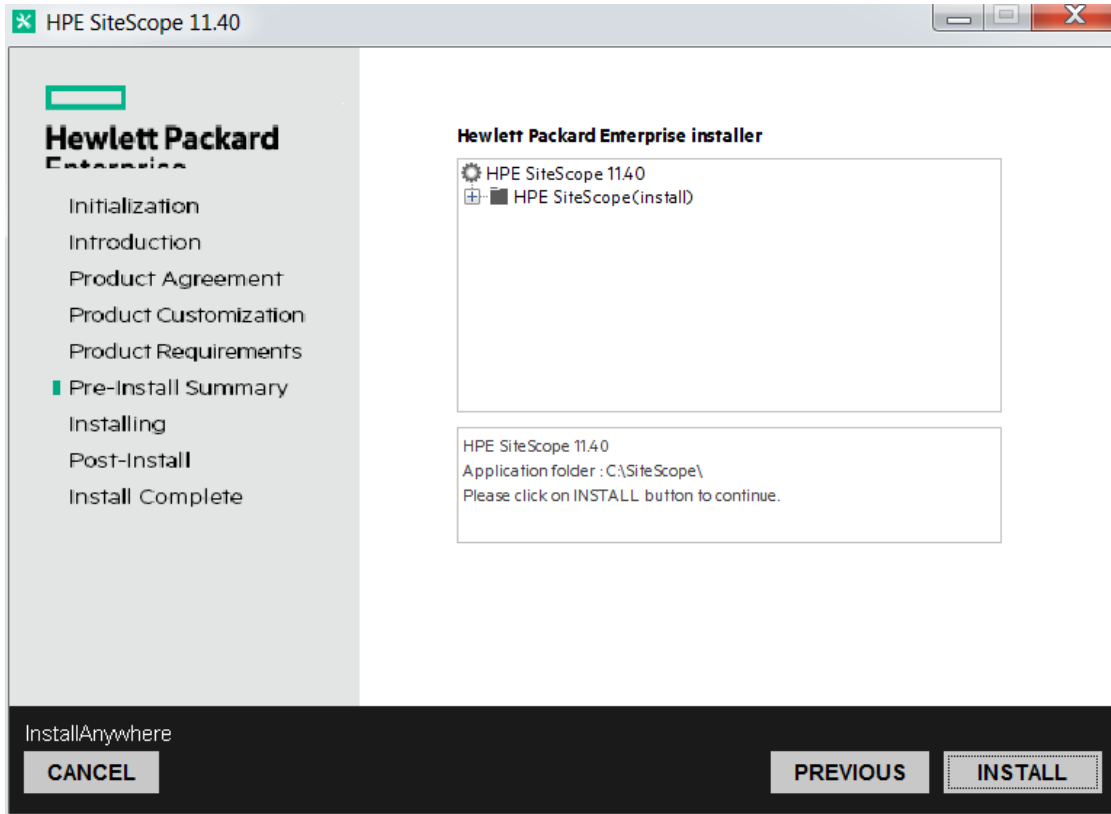 HPE SiteScope 11.40
Hewlett Packard
Enterprise
Initialization
Introduction
Product Agreement
Product Customization
Product Requirements
Pre-Install Summary
Installing
Post-Install
Install Complete
Hewlett Packard Enterprise installer
HPE SiteScope 11.40
HPE SiteScope(install)
HPE SiteScope 11.40
Application folder : C:\SiteScope\
Please click on INSTALL button to continue.
InstallAnywhere
CANCEL
PREVIOUS
INSTALL